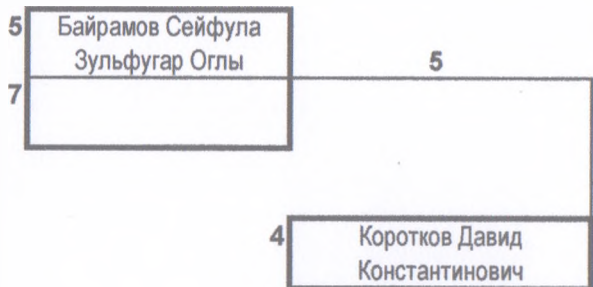 5 Байрамов Сейфула
Зульфугар Оглы
5
7
4 Коротков Давид
Константинович